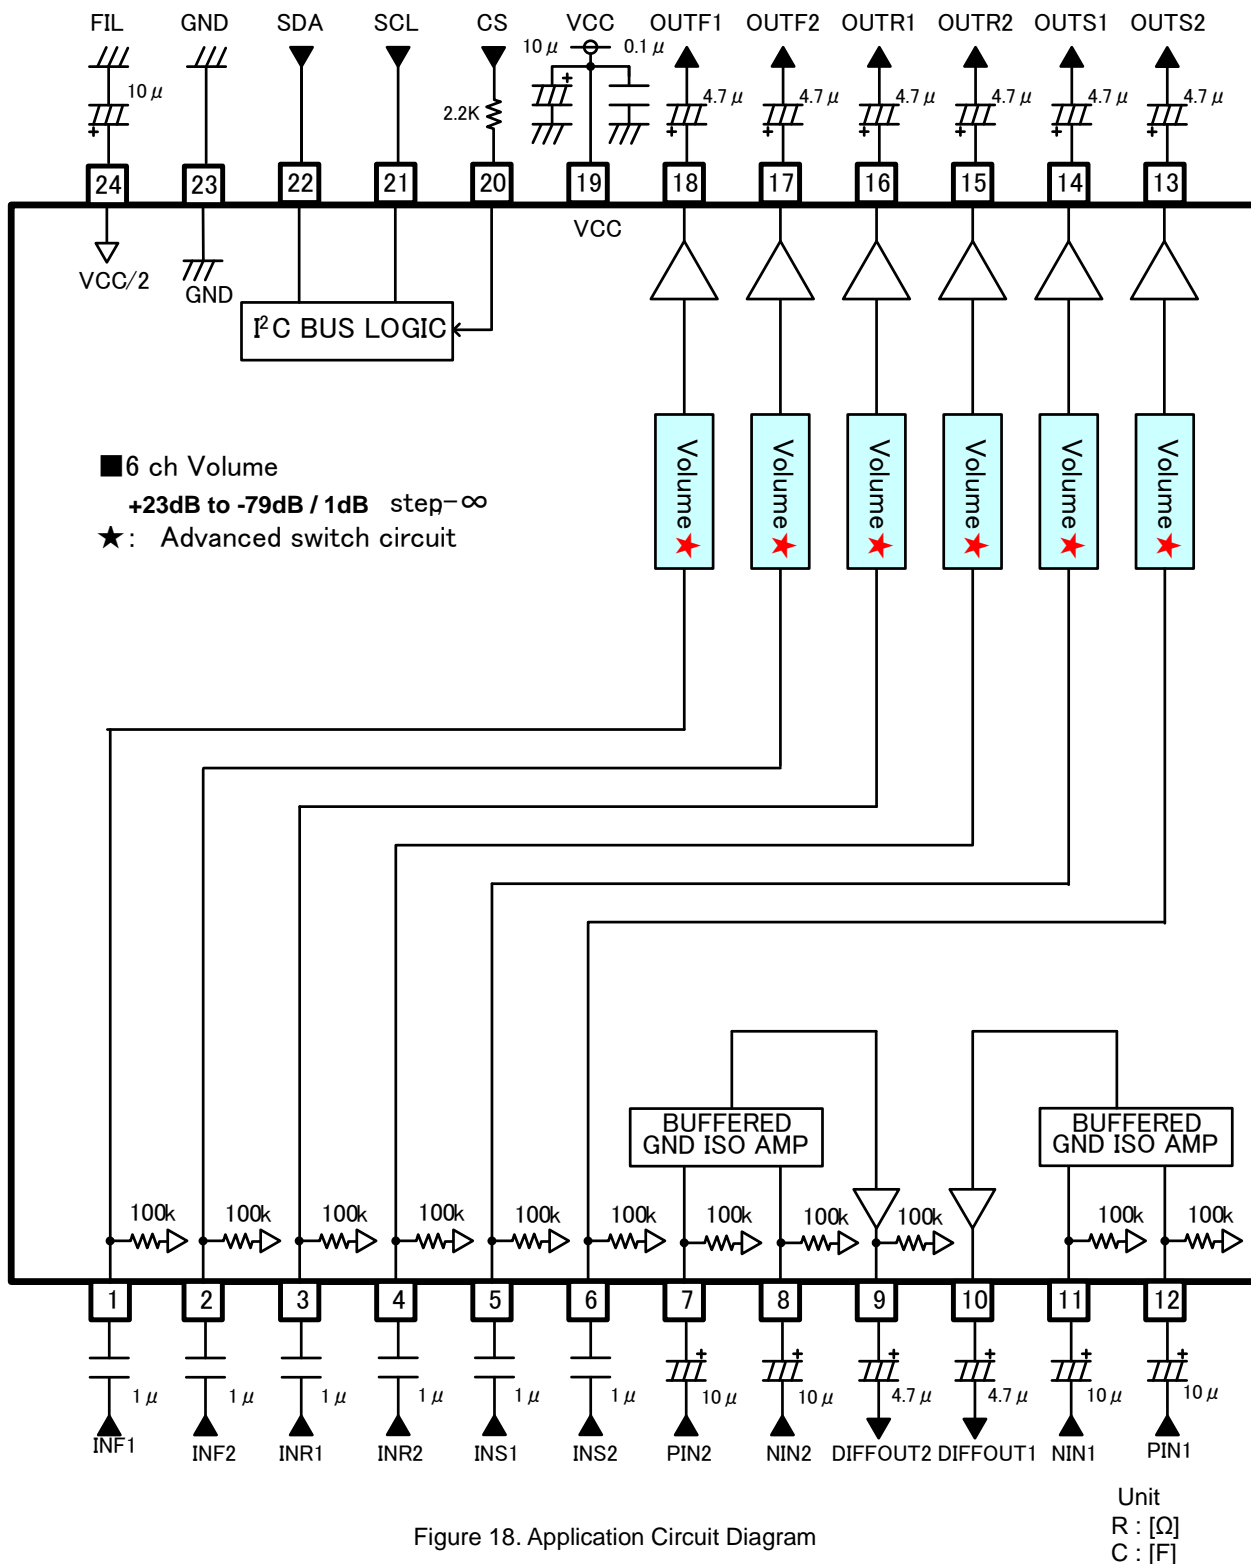 FIL GND SDA SCL CS VCC OUTF1 OUTF2 OUTR1 OUTR2 OUTS1 OUTS2
10μ 0.1μ
10μ 2.2K 4.7μ 4.7μ 4.7μ 4.7μ 4.7μ 4.7μ
+ + + + + + + +
24 23 22 21 20 19 18 17 16 15 14 13
VCC
VCC/2 GND
I²C BUS LOGIC
Volume★ Volume★ Volume★ Volume★ Volume★ Volume★
■6 ch Volume
+23dB to -79dB / 1dB step-∞
★: Advanced switch circuit
BUFFERED
GND ISO AMP
BUFFERED
GND ISO AMP
100k 100k 100k 100k 100k 100k 100k 100k 100k 100k 100k
1 2 3 4 5 6 7 8 9 10 11 12
+ + + + + +
1μ 1μ 1μ 1μ 1μ 1μ 10μ 10μ 4.7μ 4.7μ 10μ 10μ
INF1 INF2 INR1 INR2 INS1 INS2 PIN2 NIN2 DIFFOUT2 DIFFOUT1 NIN1 PIN1
Unit
R : [Ω]
C : [F]
Figure 18. Application Circuit Diagram